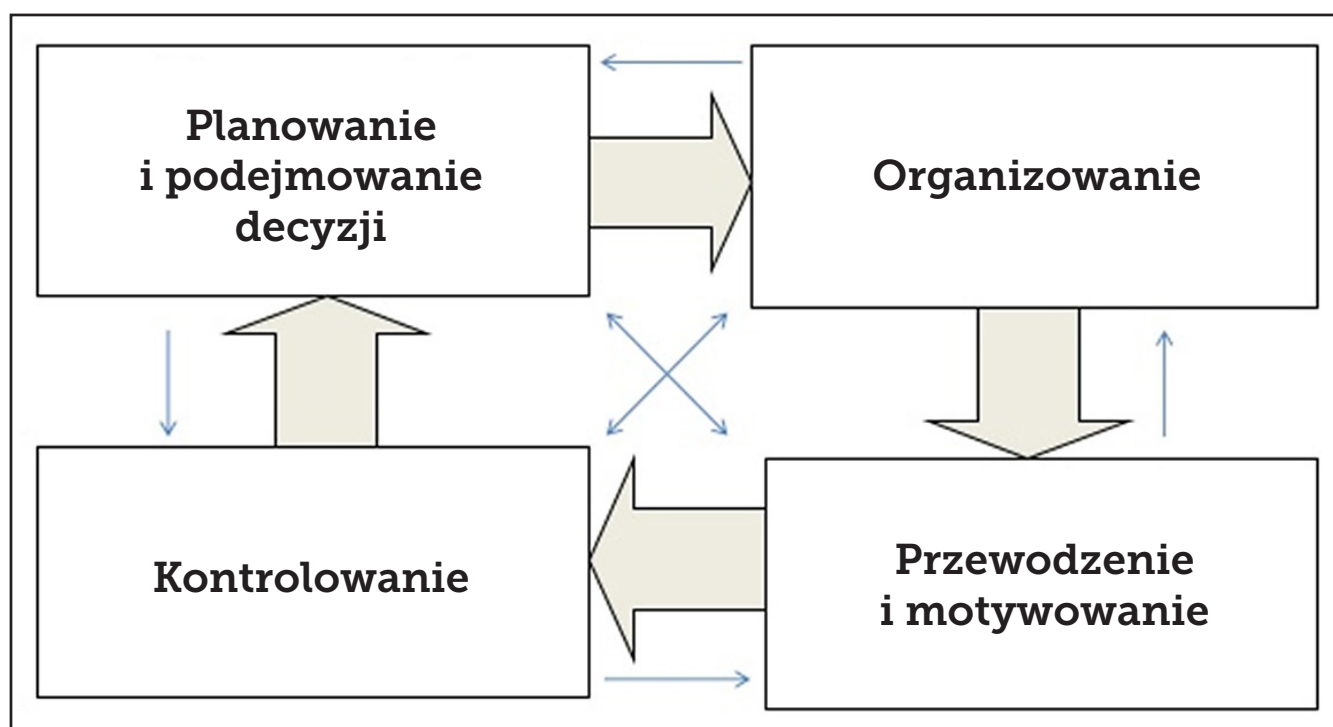 Planowanie
i podejmowanie
decyzji
Organizowanie
Kontrolowanie
Przewodzenie
i motywowanie